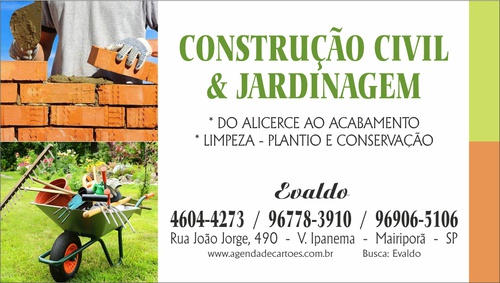 CONSTRUÇÃO CIVIL
& JARDINAGEM
* DO ALICERCE AO ACABAMENTO
* LIMPEZA - PLANTIO E CONSERVAÇÃO
Evaldo
4604-4273 / 96778-3910 / 96906-5106
Rua João Jorge, 490 - V. Ipanema - Mairiporã - SP
www.agendadecartoes.com.br Busca: Evaldo